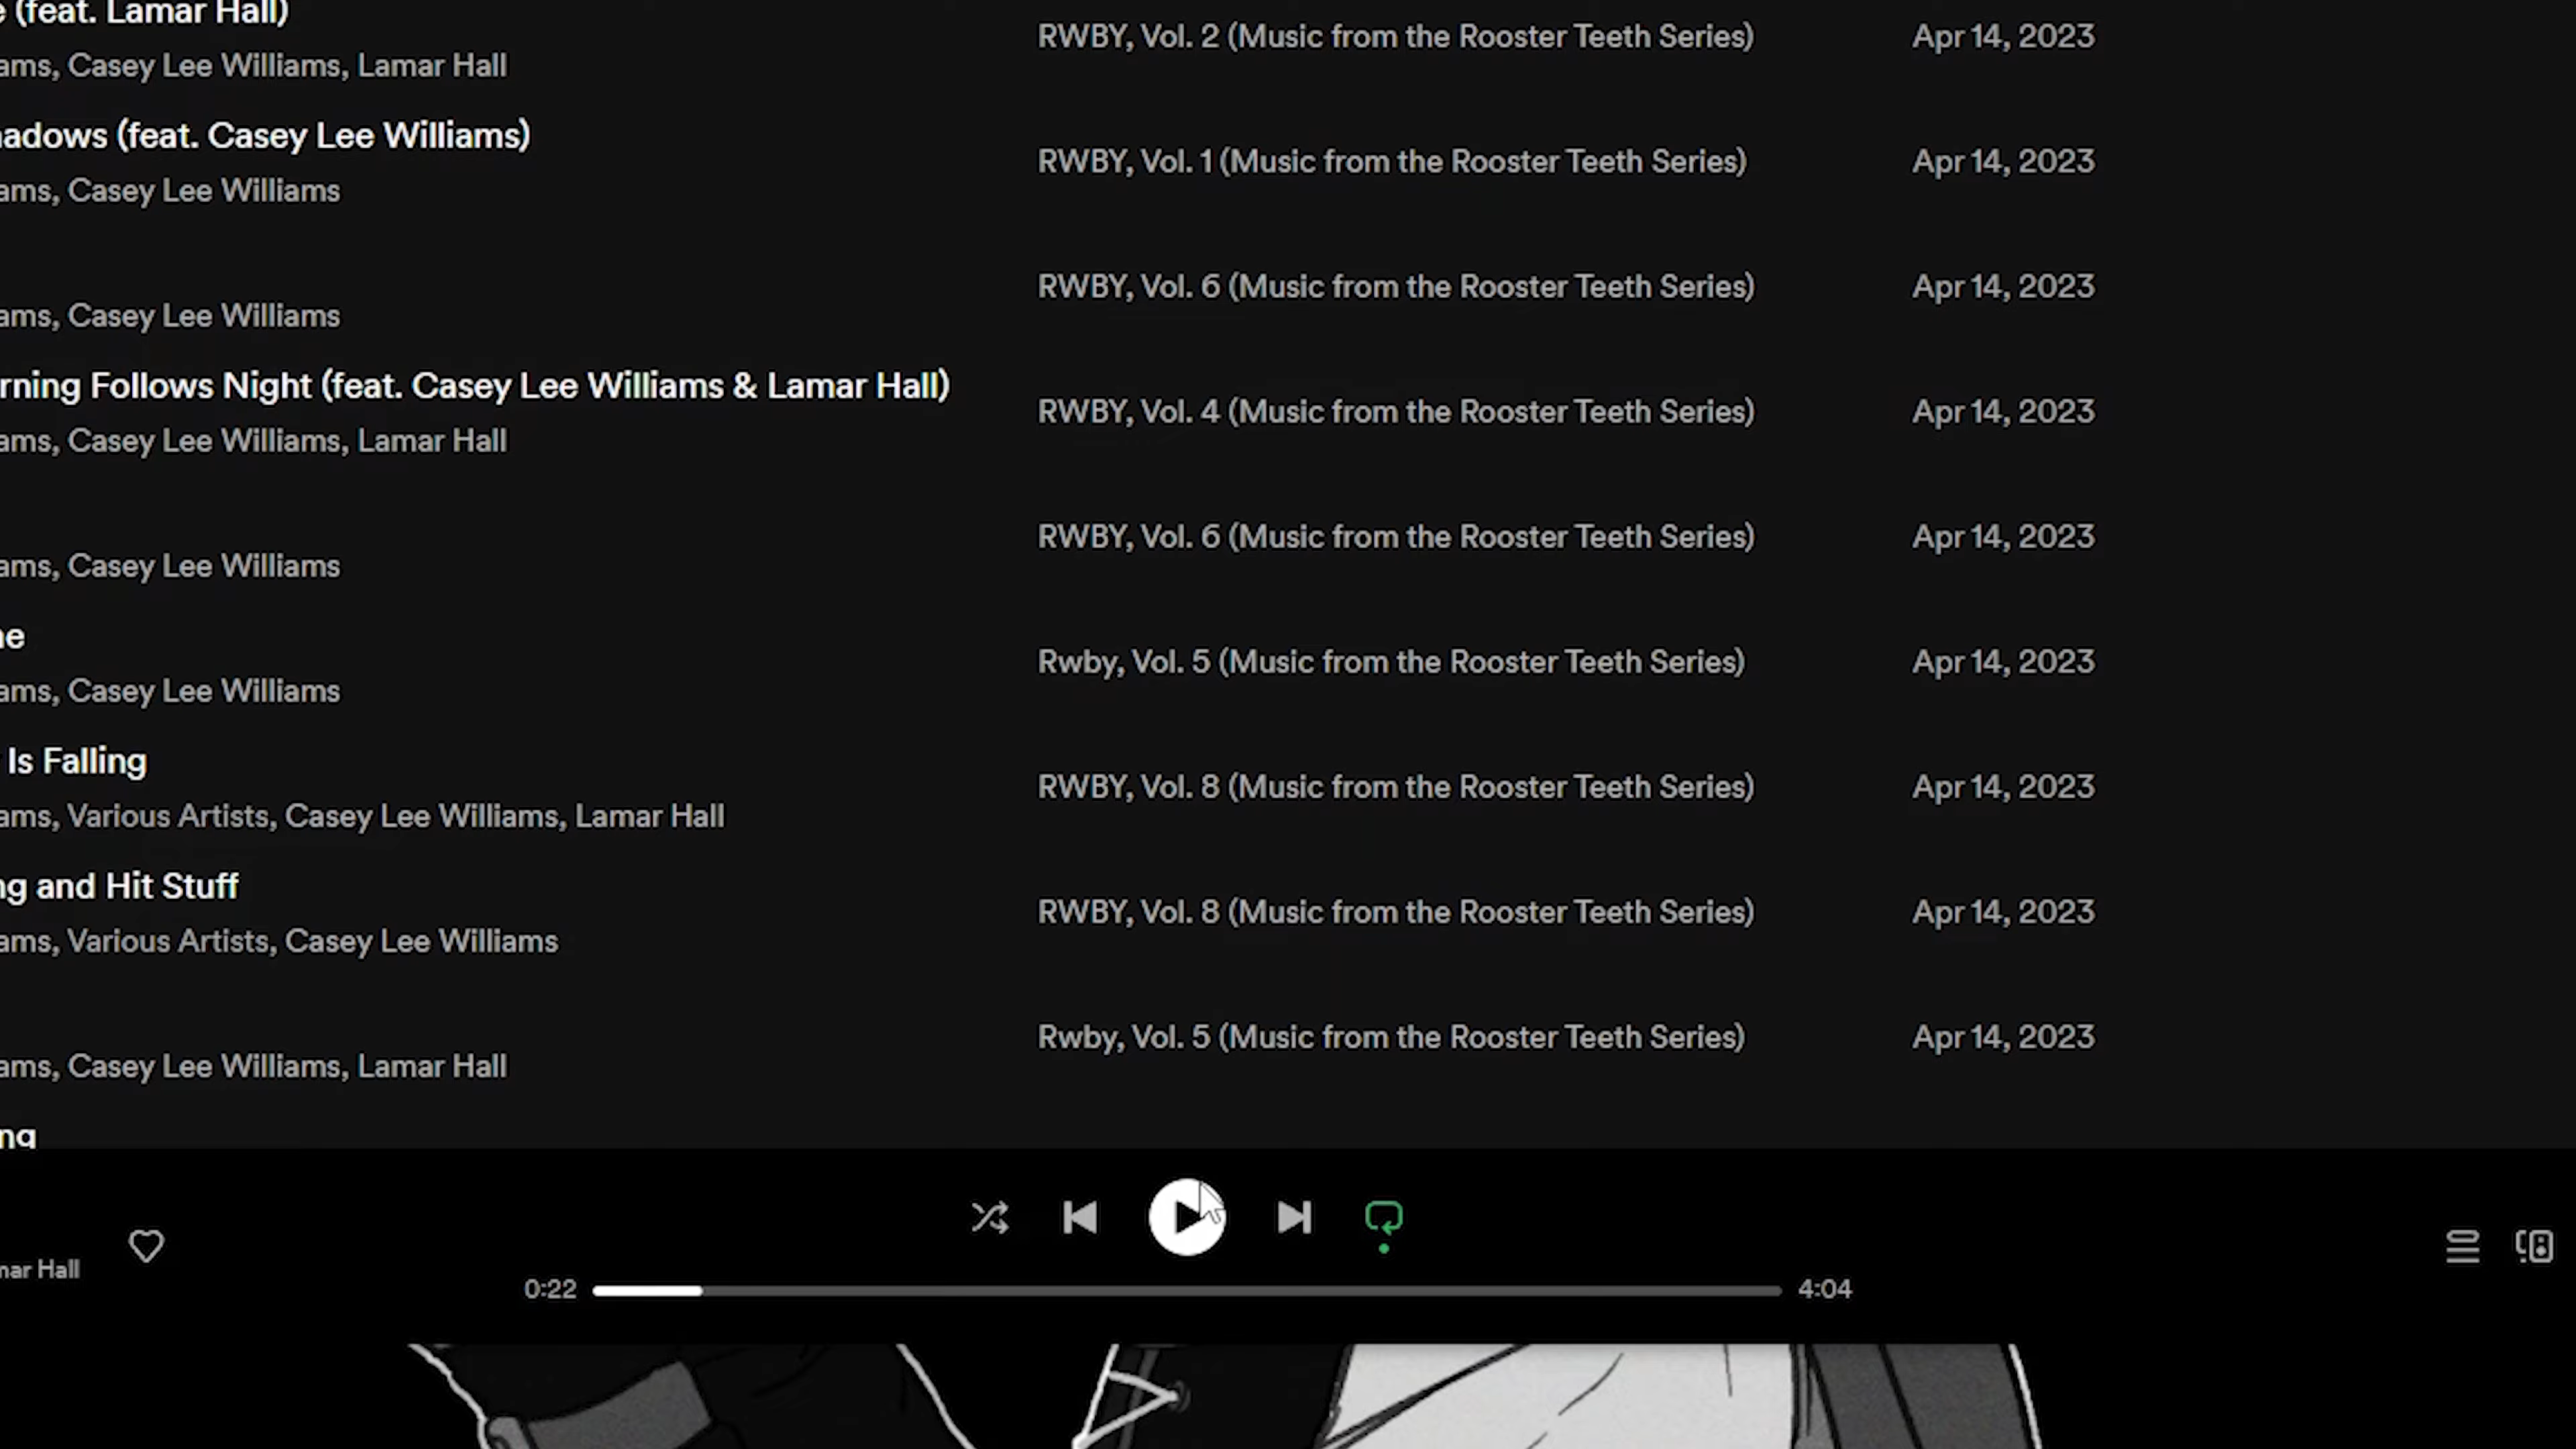 e (feat. Lamar Hall)
RWBY, Vol. 2 (Music from the Rooster Teeth Series) Apr 14, 2023
ams, Casey Lee Williams, Lamar Hall
adows (feat. Casey Lee Williams)
RWBY, Vol. 1 (Music from the Rooster Teeth Series) Apr 14, 2023
ams, Casey Lee Williams
RWBY, Vol. 6 (Music from the Rooster Teeth Series) Apr 14, 2023
ams, Casey Lee Williams
rning Follows Night (feat. Casey Lee Williams & Lamar Hall)
RWBY, Vol. 4 (Music from the Rooster Teeth Series) Apr 14, 2023
ams, Casey Lee Williams, Lamar Hall
RWBY, Vol. 6 (Music from the Rooster Teeth Series) Apr 14, 2023
ams, Casey Lee Williams
ne
Rwby, Vol. 5 (Music from the Rooster Teeth Series) Apr 14, 2023
ams, Casey Lee Williams
Is Falling
RWBY, Vol. 8 (Music from the Rooster Teeth Series) Apr 14, 2023
ams, Various Artists, Casey Lee Williams, Lamar Hall
ng and Hit Stuff
RWBY, Vol. 8 (Music from the Rooster Teeth Series) Apr 14, 2023
ams, Various Artists, Casey Lee Williams
Rwby, Vol. 5 (Music from the Rooster Teeth Series) Apr 14, 2023
ams, Casey Lee Williams, Lamar Hall
ng
mar Hall
0:22 4:04